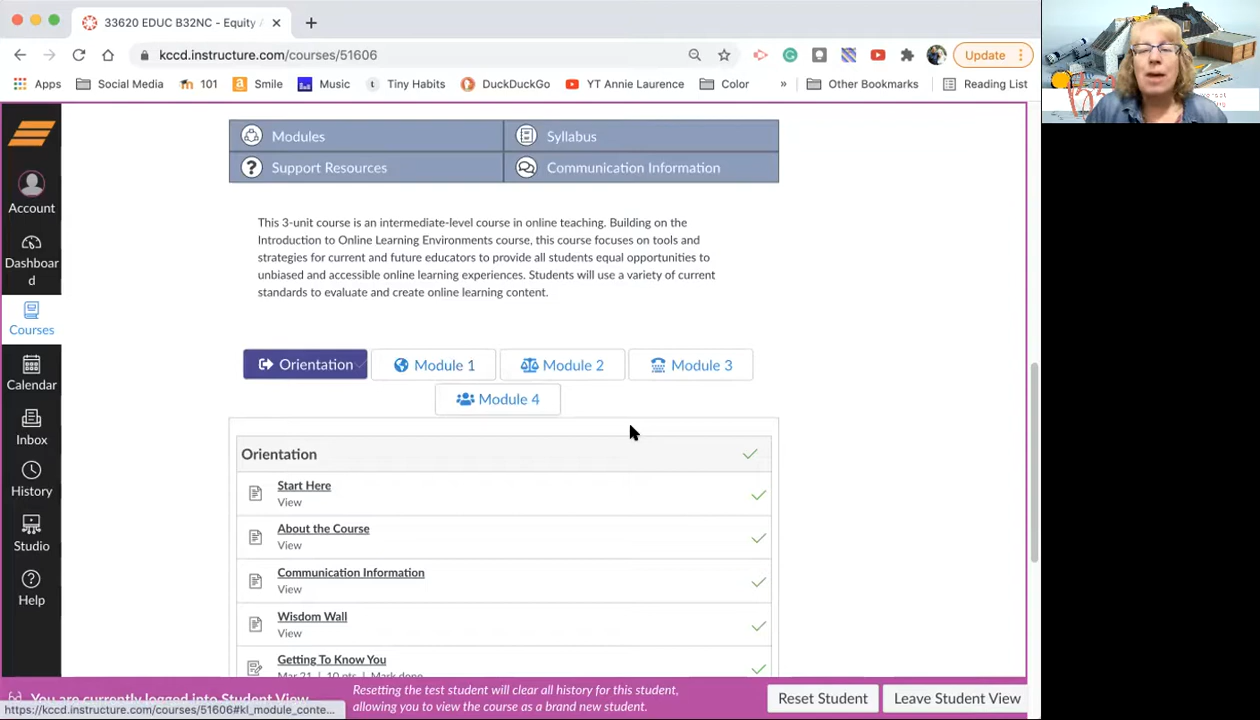 33620 EDUC B32NC - Equity
kccd.instructure.com/courses/51606
Update
Apps
Social Media
101
Smile
Music
Tiny Habits
DuckDuckGo
YT Annie Laurence
Color
»
Other Bookmarks
Reading List
Account
Dashboar
d
Courses
Calendar
Inbox
History
Studio
Help
Modules
Syllabus
Support Resources
Communication Information
This 3-unit course is an intermediate-level course in online teaching. Building on the
Introduction to Online Learning Environments course, this course focuses on tools and
strategies for current and future educators to provide all students equal opportunities to
unbiased and accessible online learning experiences. Students will use a variety of current
standards to evaluate and create online learning content.
Orientation
Module 1
Module 2
Module 3
Module 4
Orientation
Start Here
View
About the Course
View
Communication Information
View
Wisdom Wall
View
Getting To Know You
Mar 21 | 10 pts | Mark done
You are currently logged into Student View
Resetting the test student will clear all history for this student,
allowing you to view the course as a brand new student.
Reset Student
Leave Student View
https://kccd.instructure.com/courses/51606#kl_module_conte...